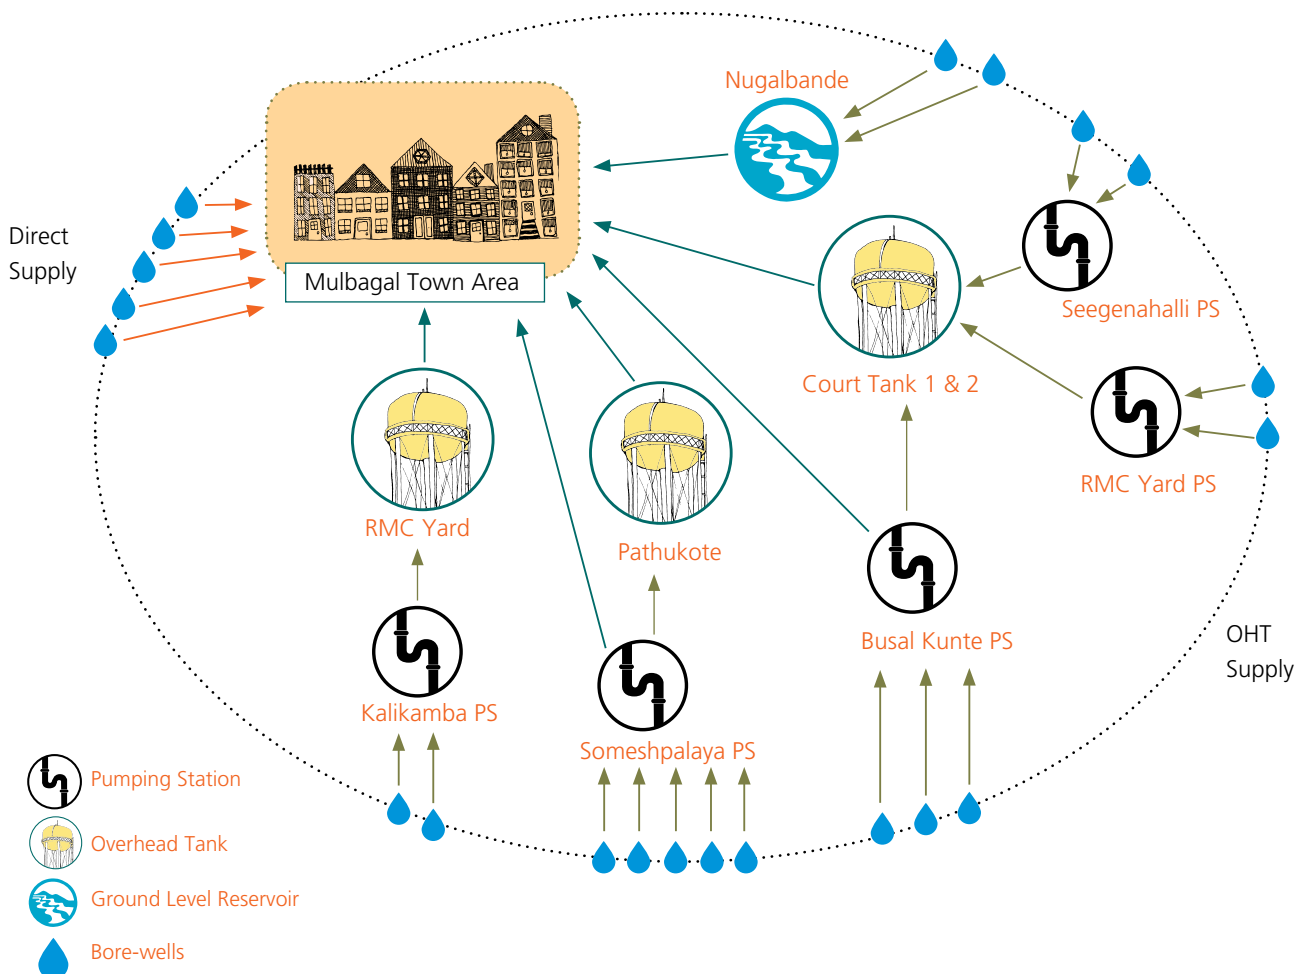 Nugalbande
Direct
Supply
Mulbagal Town Area
Seegenahalli PS
Court Tank 1 & 2
RMC Yard PS
RMC Yard
Pathukote
Busal Kunte PS
OHT
Supply
Kalikamba PS
Someshpalaya PS
Pumping Station
Overhead Tank
Ground Level Reservoir
Bore-wells